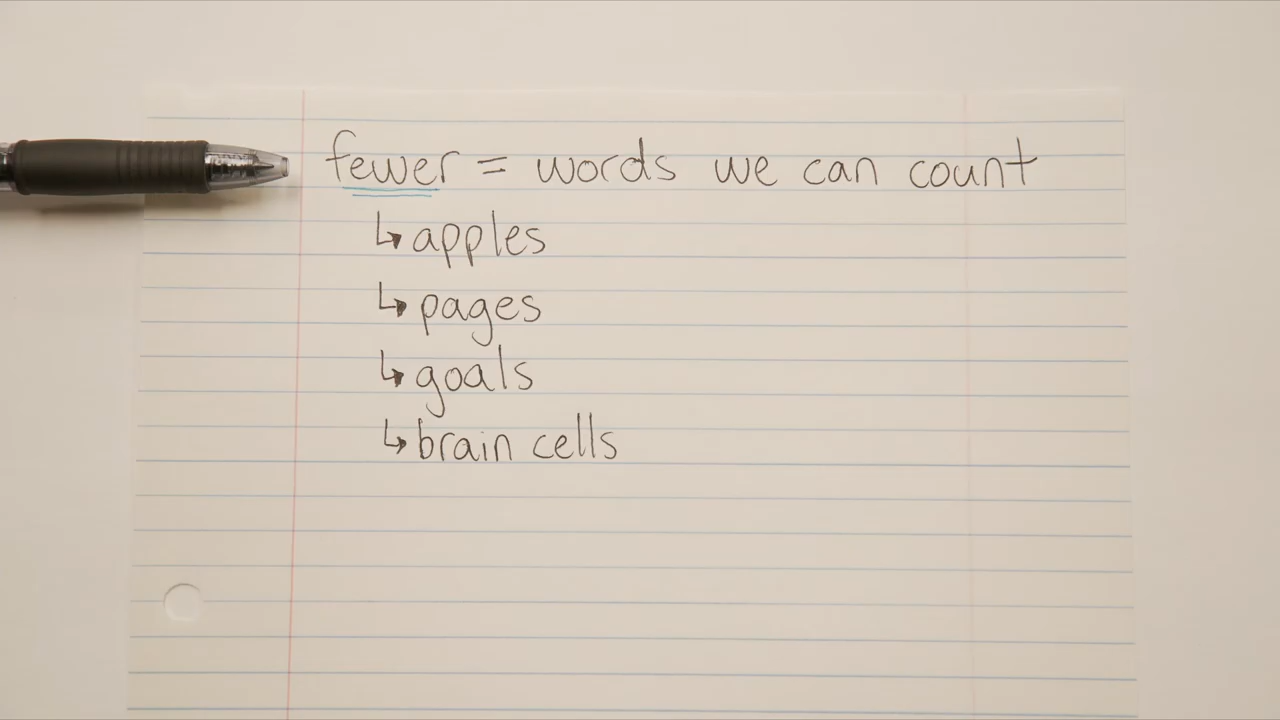 fewer = words we can count
↳ apples
↳ pages
↳ goals
↳ brain cells